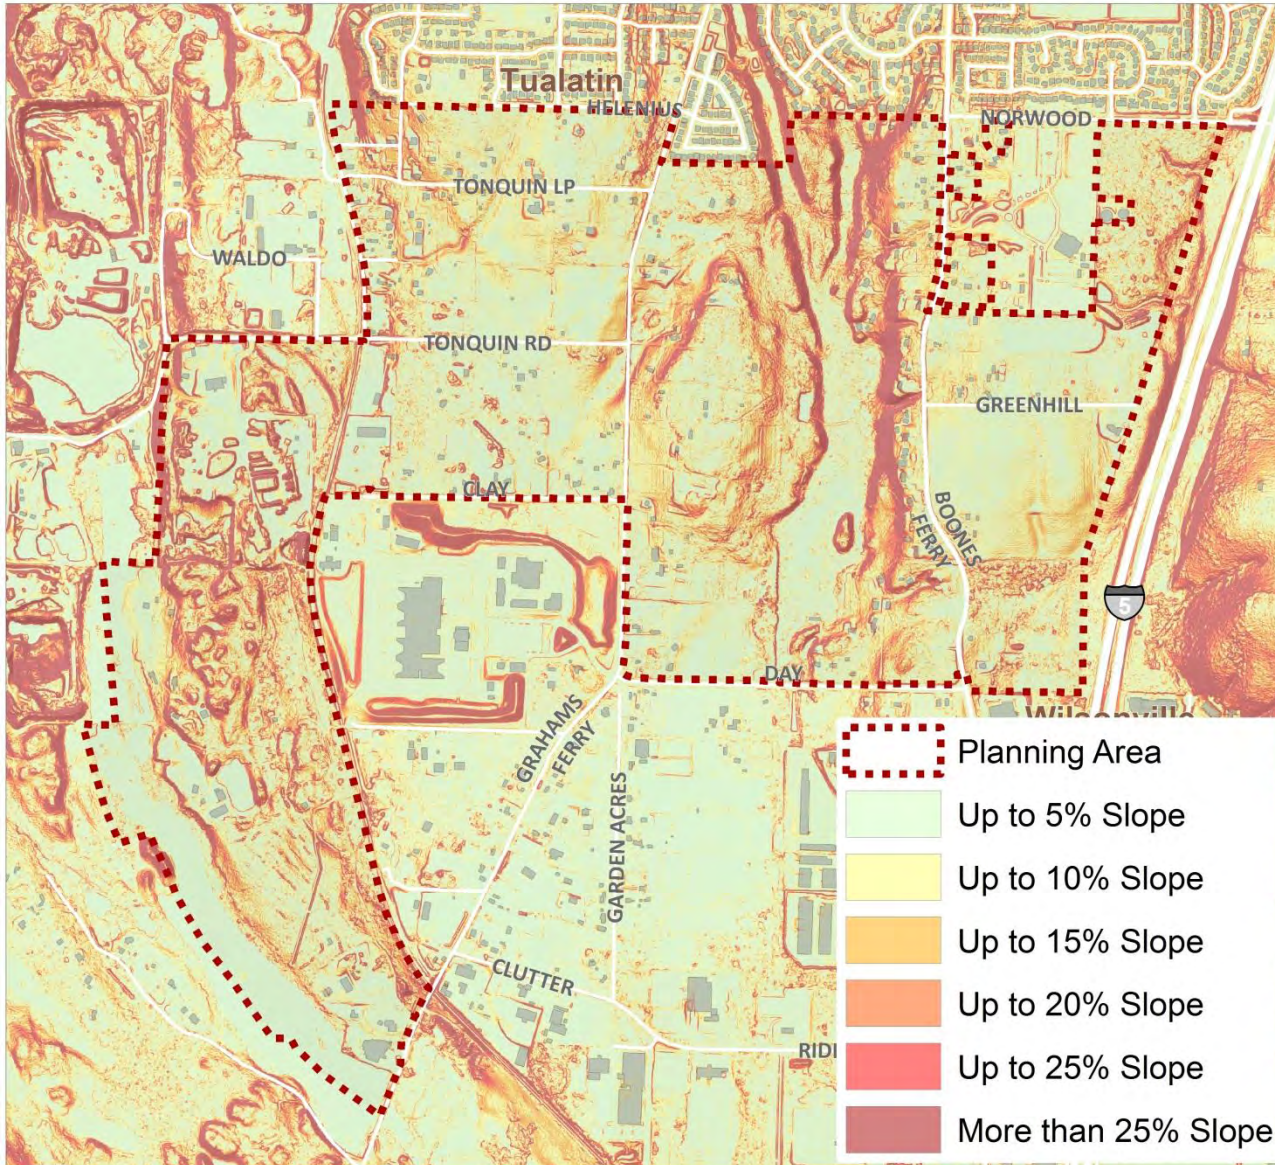 Tualatin
HELENIUS
NORWOOD
TONQUIN LP
WALDO
TONQUIN RD
GREENHILL
CLAY
BOONES
FERRY
5
DAY
Wilsonville
GRAHAMS
FERRY
GARDEN ACRES
CLUTTER
RIDE
Planning Area
Up to 5% Slope
Up to 10% Slope
Up to 15% Slope
Up to 20% Slope
Up to 25% Slope
More than 25% Slope